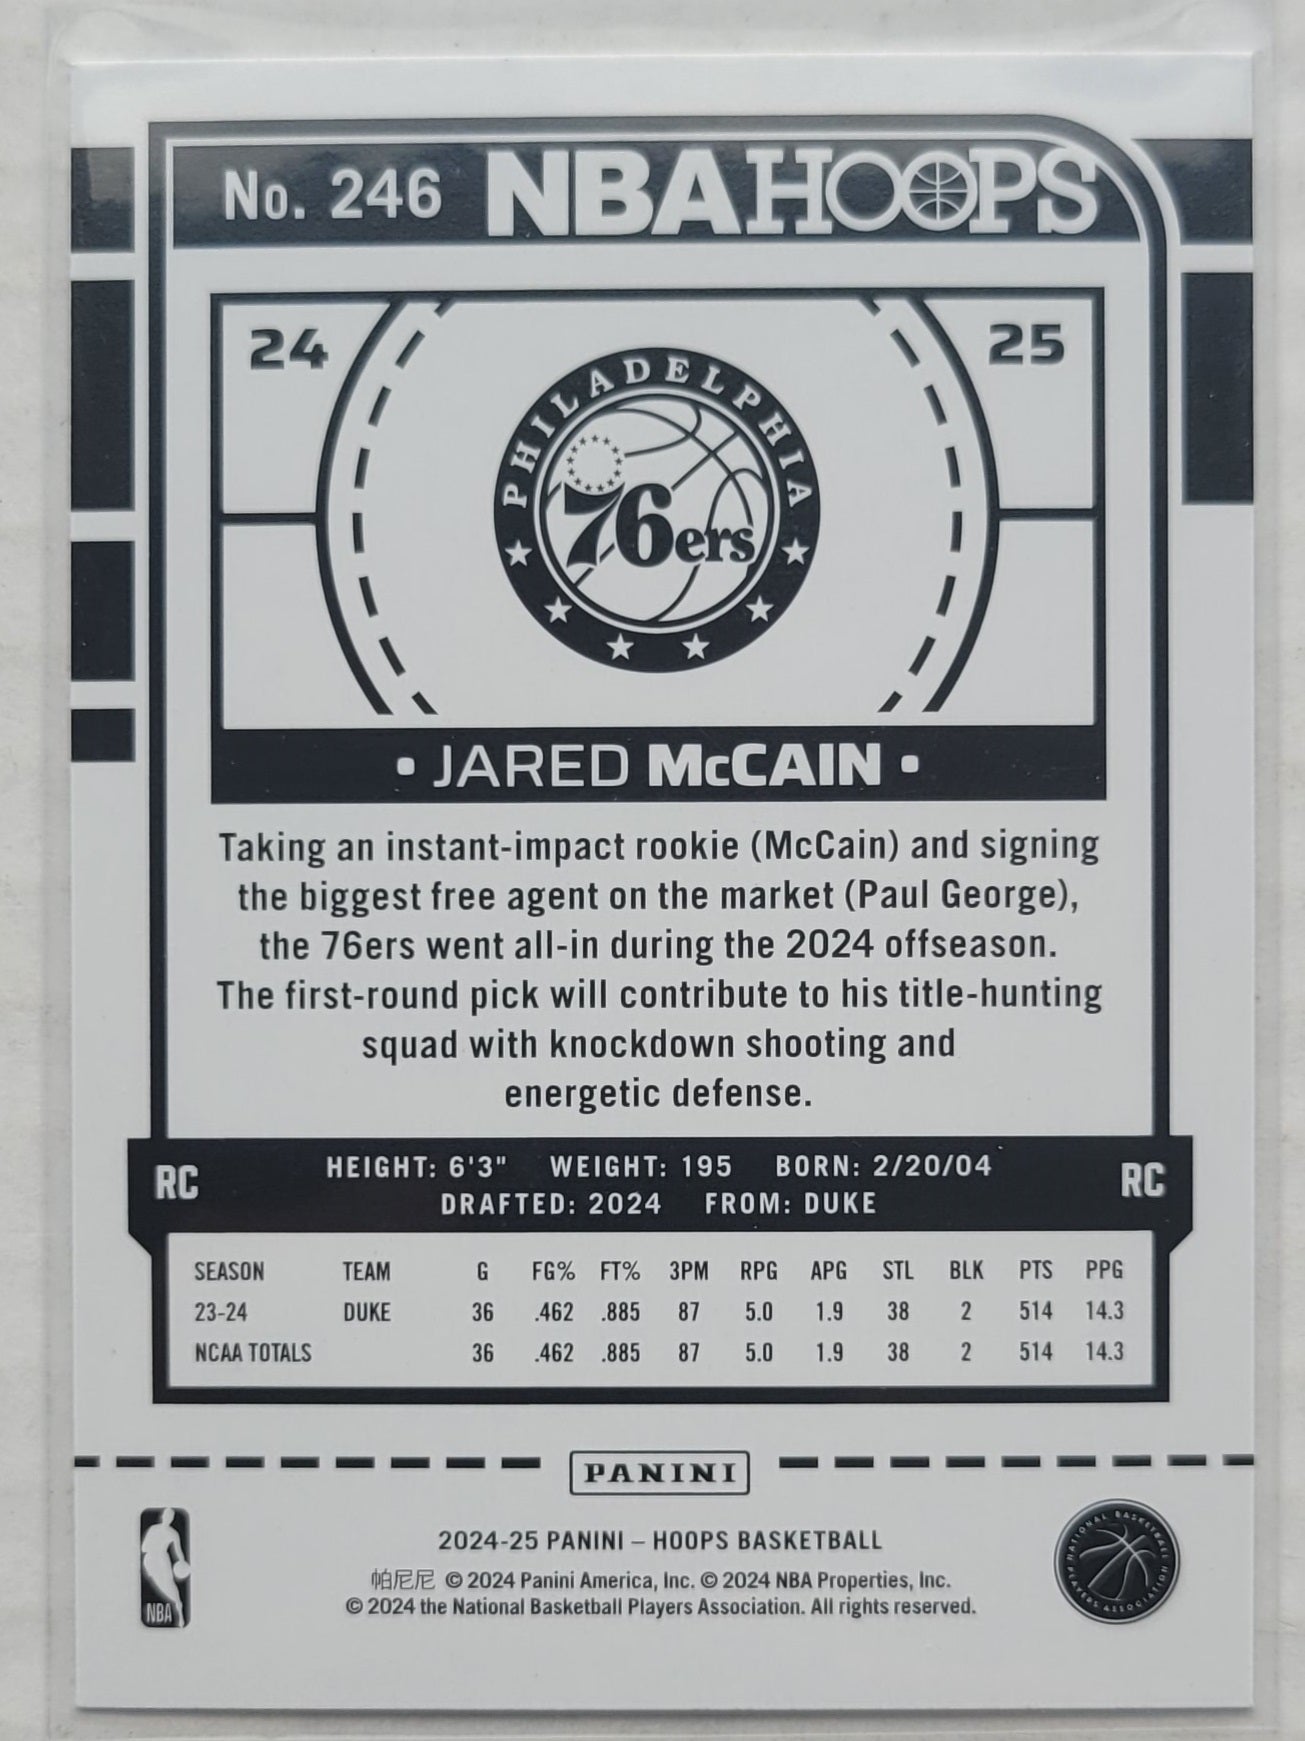 No. 246 NBA HOOPS
24 25
PHILADELPHIA
76ers
• JARED McCAIN •
Taking an instant-impact rookie (McCain) and signing
the biggest free agent on the market (Paul George),
the 76ers went all-in during the 2024 offseason.
The first-round pick will contribute to his title-hunting
squad with knockdown shooting and
energetic defense.
RC HEIGHT: 6'3" WEIGHT: 195 BORN: 2/20/04 RC
DRAFTED: 2024 FROM: DUKE
SEASON TEAM G FG% FT% 3PM RPG APG STL BLK PTS PPG
23-24 DUKE 36 .462 .885 87 5.0 1.9 38 2 514 14.3
NCAA TOTALS 36 .462 .885 87 5.0 1.9 38 2 514 14.3
PANINI
2024-25 PANINI – HOOPS BASKETBALL
帕尼尼 © 2024 Panini America, Inc. © 2024 NBA Properties, Inc.
© 2024 the National Basketball Players Association. All rights reserved.
NBA
NATIONAL BASKETBALL
PLAYERS ASSOCIATION